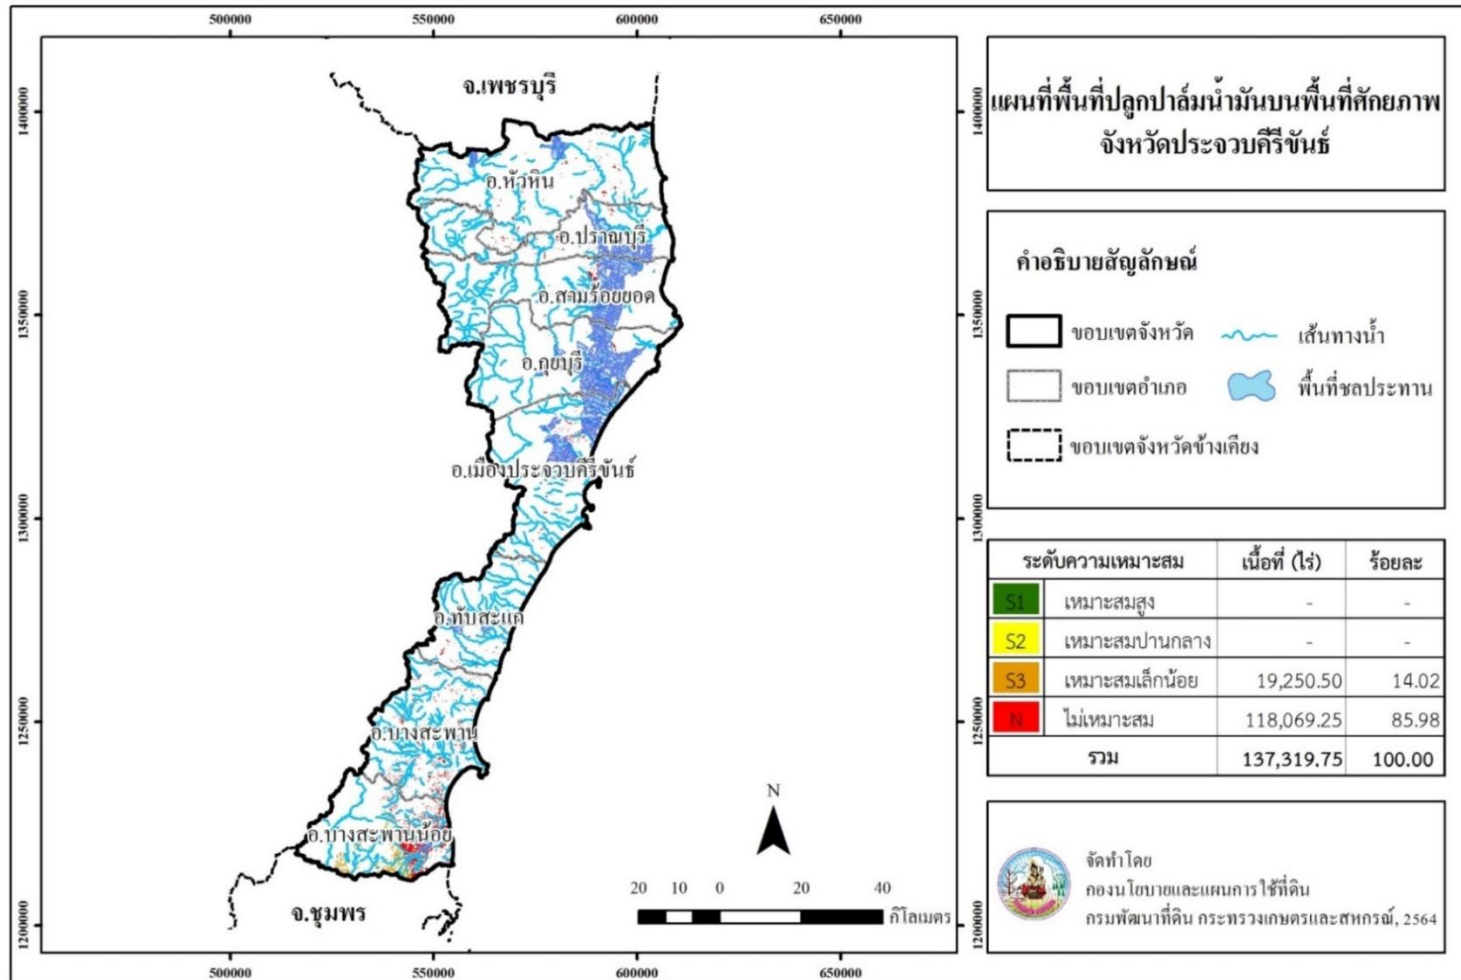 500000 550000 600000 650000
1400000
1350000
1300000
1250000
1200000
จ.เพชรบุรี
อ.หัวหิน
อ.ปราณบุรี
อ.สามร้อยยอด
อ.กุยบุรี
อ.เมืองประจวบคีรีขันธ์
อ.ทับสะแก
อ.บางสะพาน
อ.บางสะพานน้อย
จ.ชุมพร
N
20 10 0 20 40
กิโลเมตร
1400000
1350000
1300000
1250000
1200000
500000 550000 600000 650000
แผนที่พื้นที่ปลูกปาล์มน้ำมันบนพื้นที่ศักยภาพ
จังหวัดประจวบคีรีขันธ์
คำอธิบายสัญลักษณ์
ขอบเขตจังหวัด เส้นทางน้ำ
ขอบเขตอำเภอ พื้นที่ชลประทาน
ขอบเขตจังหวัดข้างเคียง
ระดับความเหมาะสม เนื้อที่ (ไร่) ร้อยละ
S1 เหมาะสมสูง - -
S2 เหมาะสมปานกลาง - -
S3 เหมาะสมเล็กน้อย 19,250.50 14.02
N ไม่เหมาะสม 118,069.25 85.98
รวม 137,319.75 100.00
จัดทำโดย
กองนโยบายและแผนการใช้ที่ดิน
กรมพัฒนาที่ดิน กระทรวงเกษตรและสหกรณ์, 2564